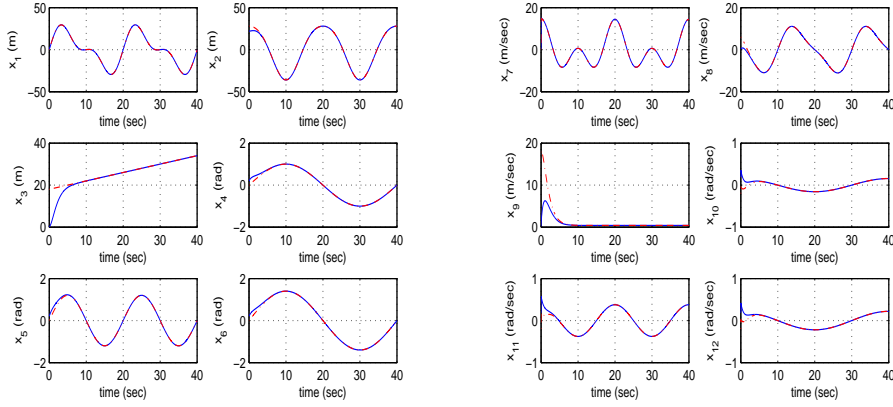 50
0
−50
0 10 20 30 40
x_1 (m)
time (sec)
50
0
−50
0 10 20 30 40
x_2 (m)
time (sec)
20
0
−20
0 10 20 30 40
x_7 (m/sec)
time (sec)
20
0
−20
0 10 20 30 40
x_8 (m/sec)
time (sec)
40
20
0
0 10 20 30 40
x_3 (m)
time (sec)
2
0
−2
0 10 20 30 40
x_4 (rad)
time (sec)
20
10
0
0 10 20 30 40
x_9 (m/sec)
time (sec)
1
0
−1
0 10 20 30 40
x_10 (rad/sec)
time (sec)
2
0
−2
0 10 20 30 40
x_5 (rad)
time (sec)
2
0
−2
0 10 20 30 40
x_6 (rad)
time (sec)
1
0
1
0 10 20 30 40
x_11 (rad/sec)
time (sec)
1
0
1
0 10 20 30 40
x_12 (rad/sec)
time (sec)